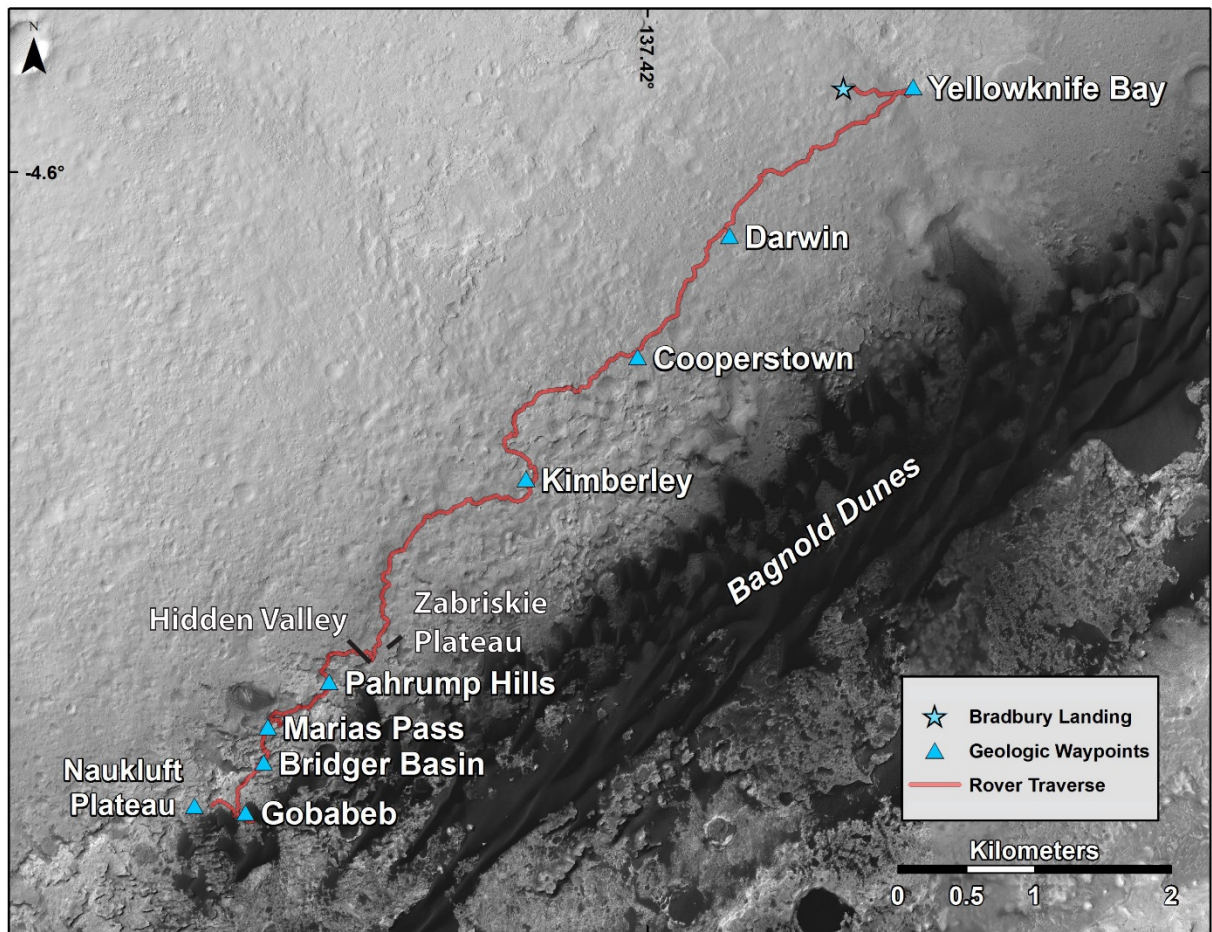 N
137.42°
Yellowknife Bay
-4.6°
Darwin
Cooperstown
Kimberley
Bagnold Dunes
Hidden Valley
Zabriskie
Plateau
Pahrump Hills
Marias Pass
Bridger Basin
Naukluft
Plateau
Gobabeb
Bradbury Landing
Geologic Waypoints
Rover Traverse
Kilometers
0 0.5 1 2